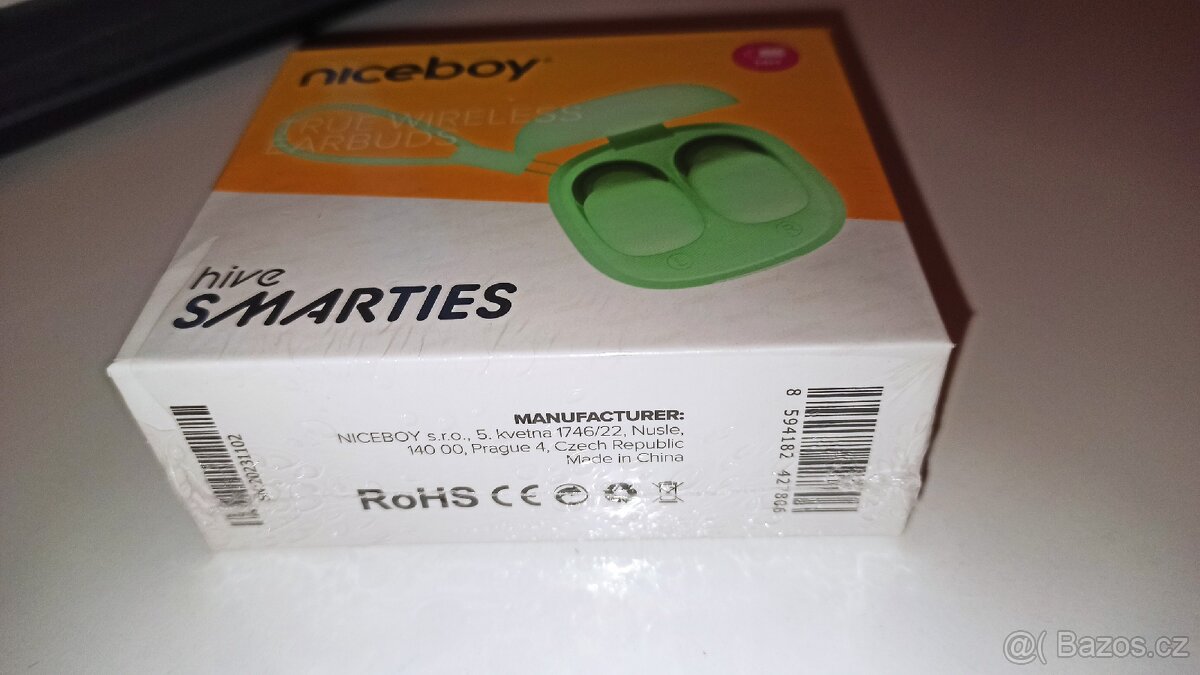 niceboy
TRUE WIRELESS
EARBUDS
hive
SMARTIES
MANUFACTURER:
NICEBOY s.r.o., 5. kvetna 1746/22, Nusle,
140 00, Prague 4, Czech Republic
Made in China
RoHS CE
8 594182 427806
@( Bazos.cz